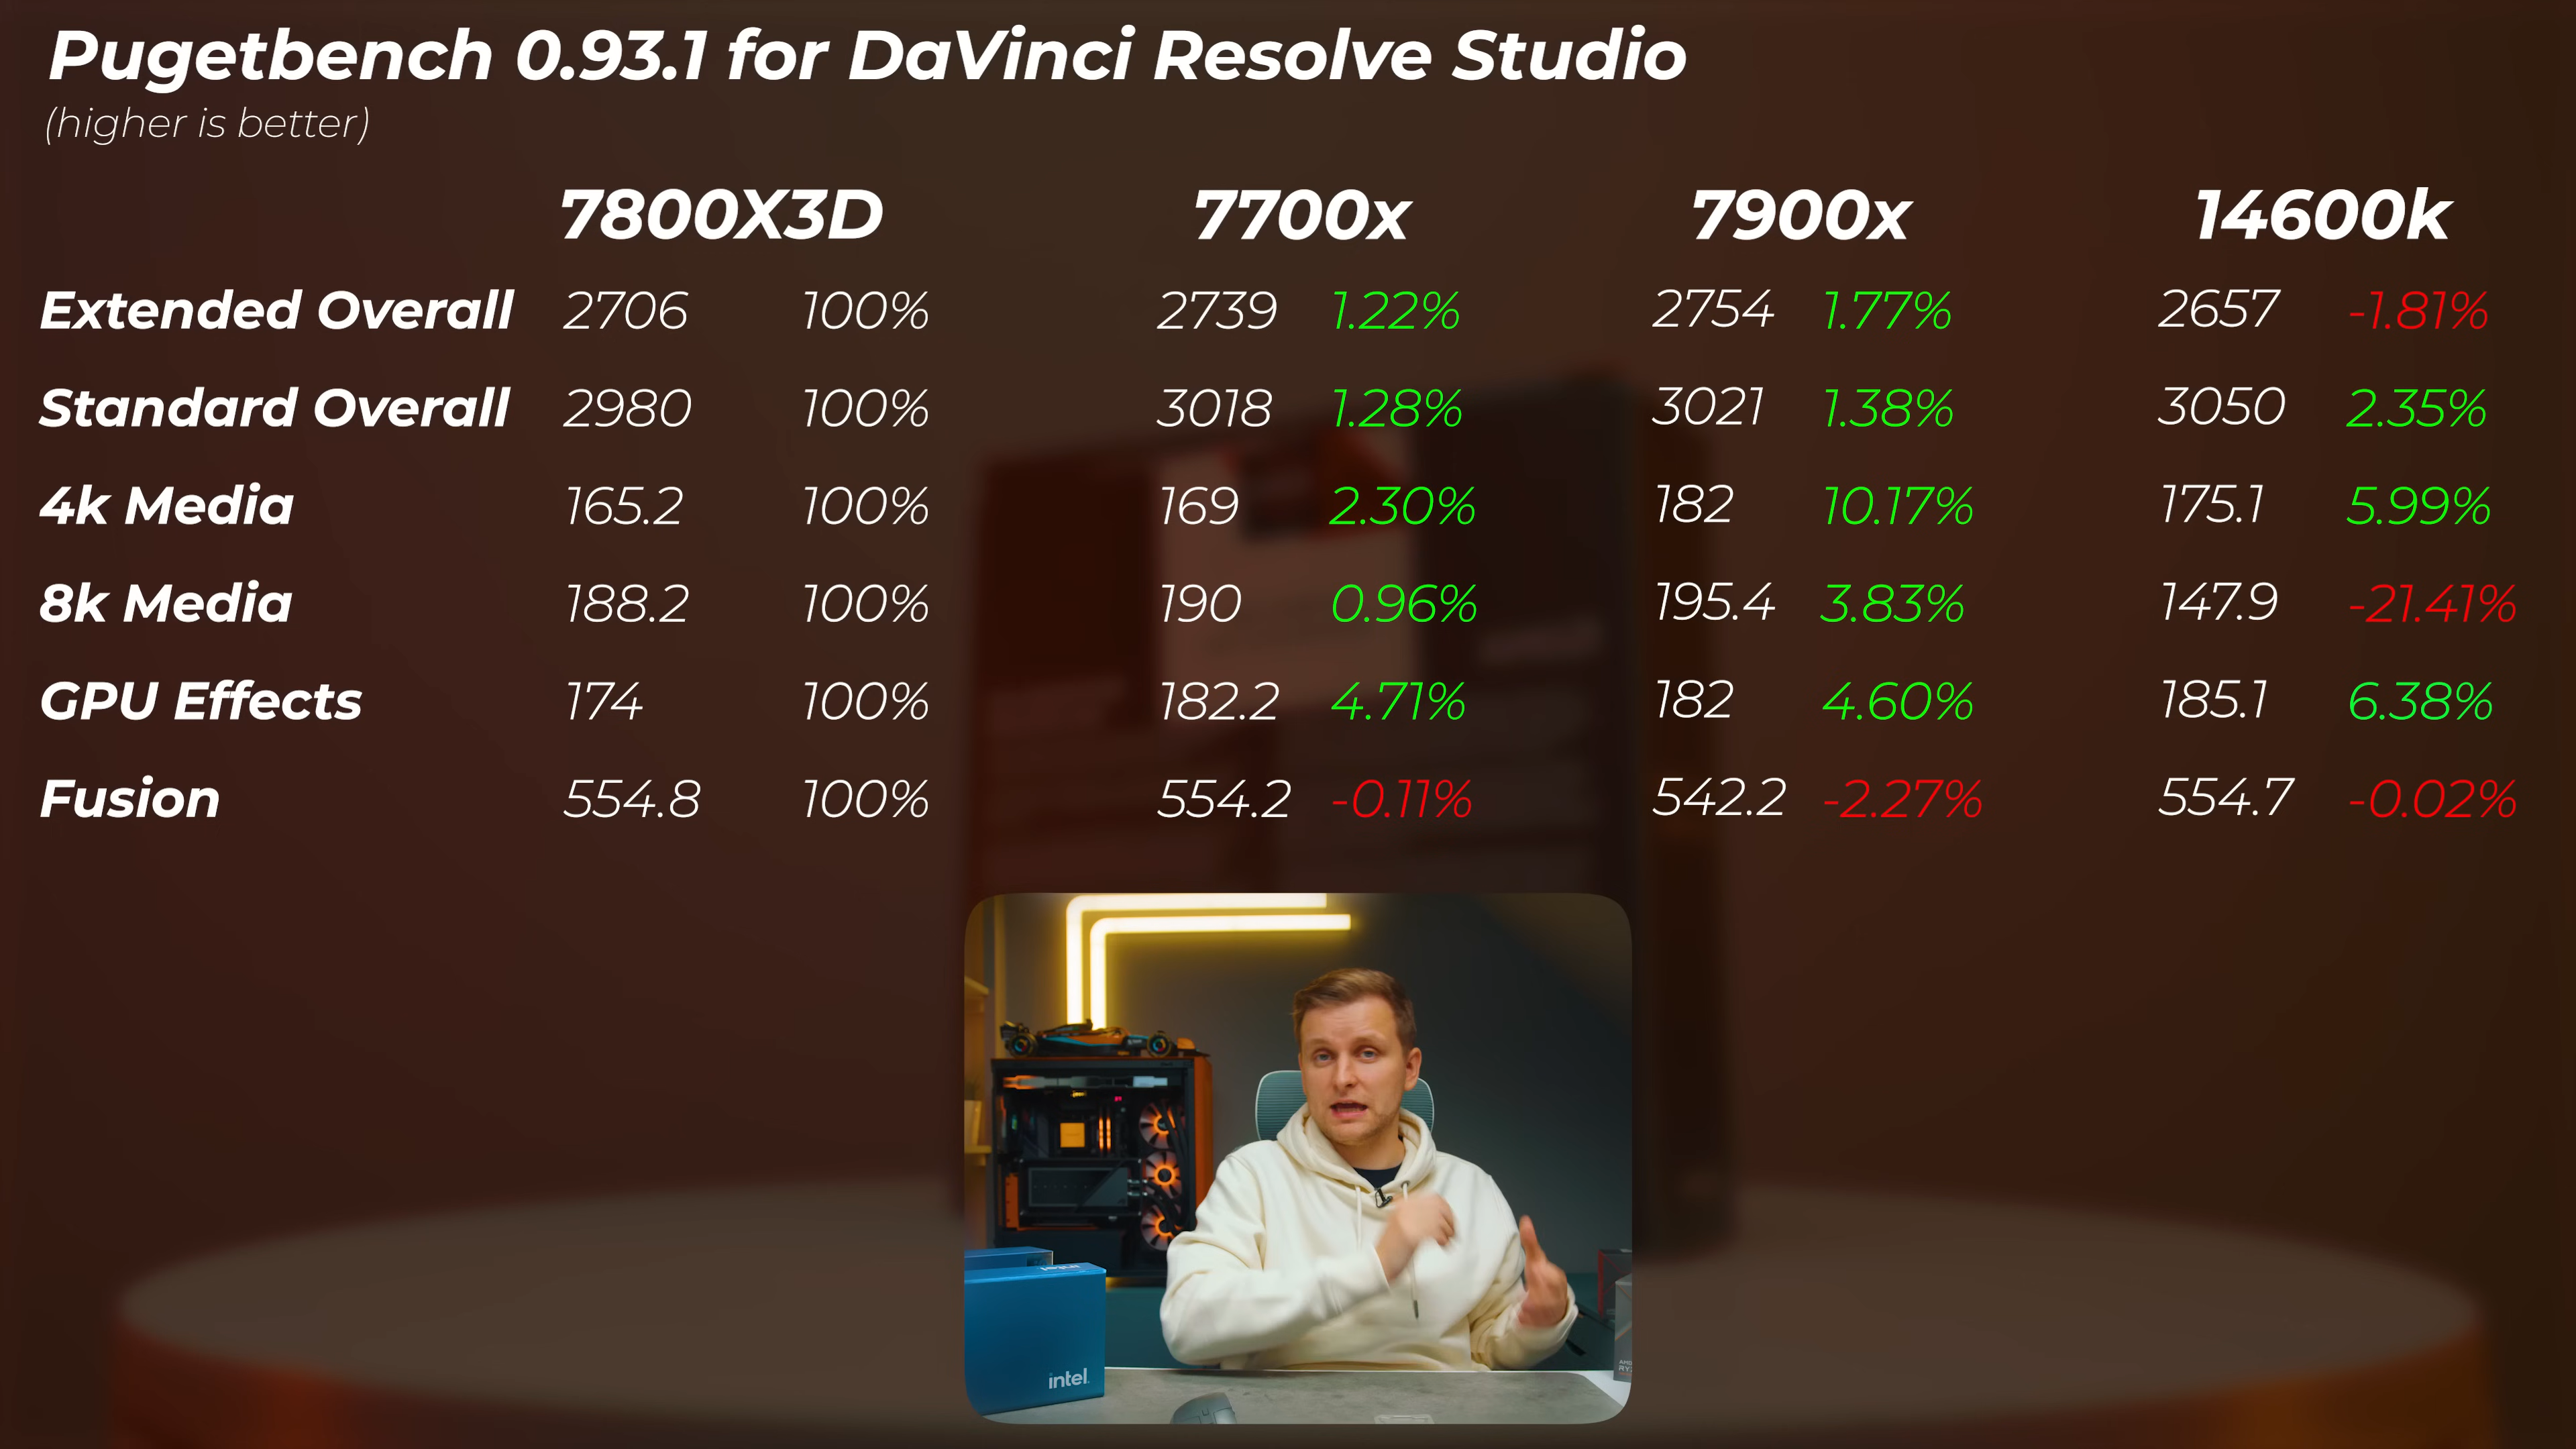 Pugetbench 0.93.1 for DaVinci Resolve Studio
(higher is better)
7800X3D 7700x 7900x 14600k
Extended Overall 2706 100% 2739 1.22% 2754 1.77% 2657 -1.81%
Standard Overall 2980 100% 3018 1.28% 3021 1.38% 3050 2.35%
4k Media 165.2 100% 169 2.30% 182 10.17% 175.1 5.99%
8k Media 188.2 100% 190 0.96% 195.4 3.83% 147.9 -21.41%
GPU Effects 174 100% 182.2 4.71% 182 4.60% 185.1 6.38%
Fusion 554.8 100% 554.2 -0.11% 542.2 -2.27% 554.7 -0.02%
intel